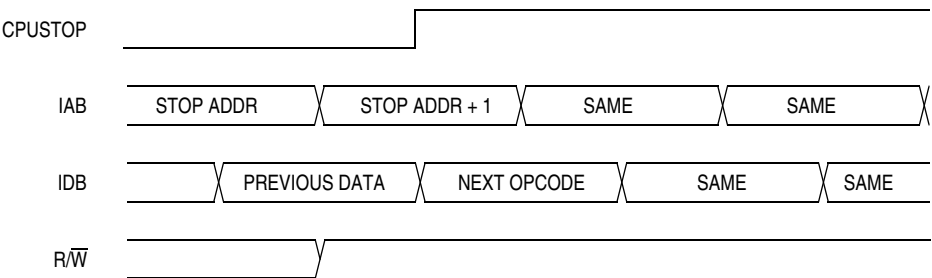 CPUSTOP
IAB STOP ADDR STOP ADDR + 1 SAME SAME
IDB PREVIOUS DATA NEXT OPCODE SAME SAME
R/W̅